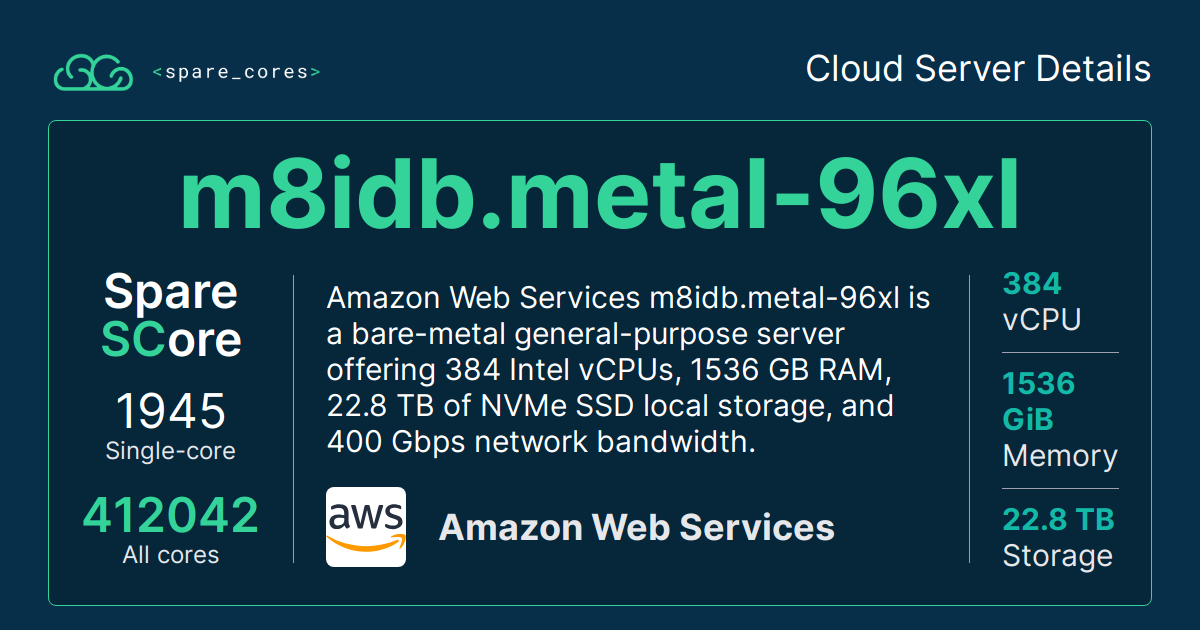 <spare_cores>
Cloud Server Details
m8idb.metal-96xl
Spare
SCore
1945
Single-core
412042
All cores
Amazon Web Services m8idb.metal-96xl is
a bare-metal general-purpose server
offering 384 Intel vCPUs, 1536 GB RAM,
22.8 TB of NVMe SSD local storage, and
400 Gbps network bandwidth.
aws
Amazon Web Services
384
vCPU
1536
GiB
Memory
22.8 TB
Storage